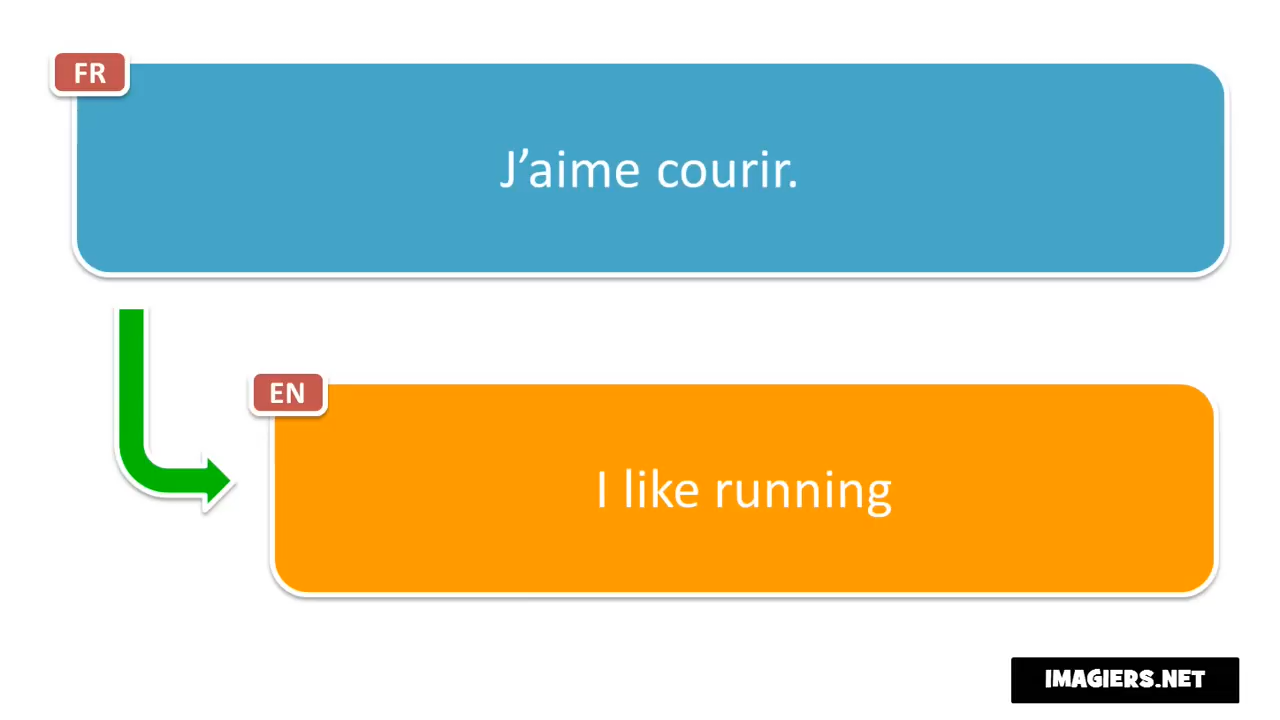 FR
J’aime courir.
EN
I like running
IMAGIERS.NET